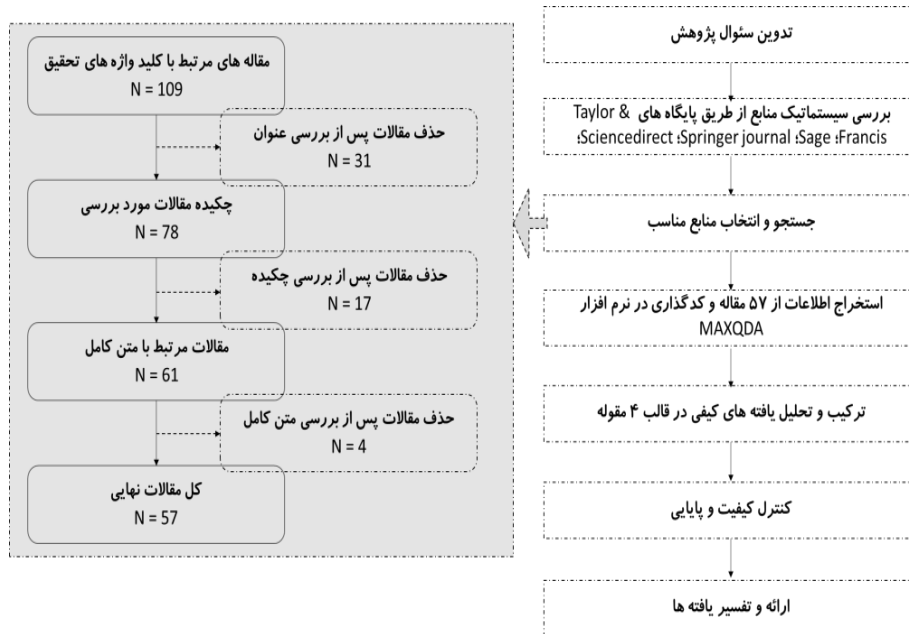 تدوین سئوال پژوهش
بررسی سیستماتیک منابع از طریق پایگاه های Taylor &
Francis؛ Sage؛ Springer journal؛ Sciencedirect؛
جستجو و انتخاب منابع مناسب
استخراج اطلاعات از ۵۷ مقاله و کدگذاری در نرم افزار
MAXQDA
ترکیب و تحلیل یافته های کیفی در قالب ۴ مقوله
کنترل کیفیت و پایایی
ارائه و تفسیر یافته ها
مقاله های مرتبط با کلید واژه های تحقیق
N = 109
حذف مقالات پس از بررسی عنوان
N = 31
چکیده مقالات مورد بررسی
N = 78
حذف مقالات پس از بررسی چکیده
N = 17
مقالات مرتبط با متن کامل
N = 61
حذف مقالات پس از بررسی متن کامل
N = 4
کل مقالات نهایی
N = 57